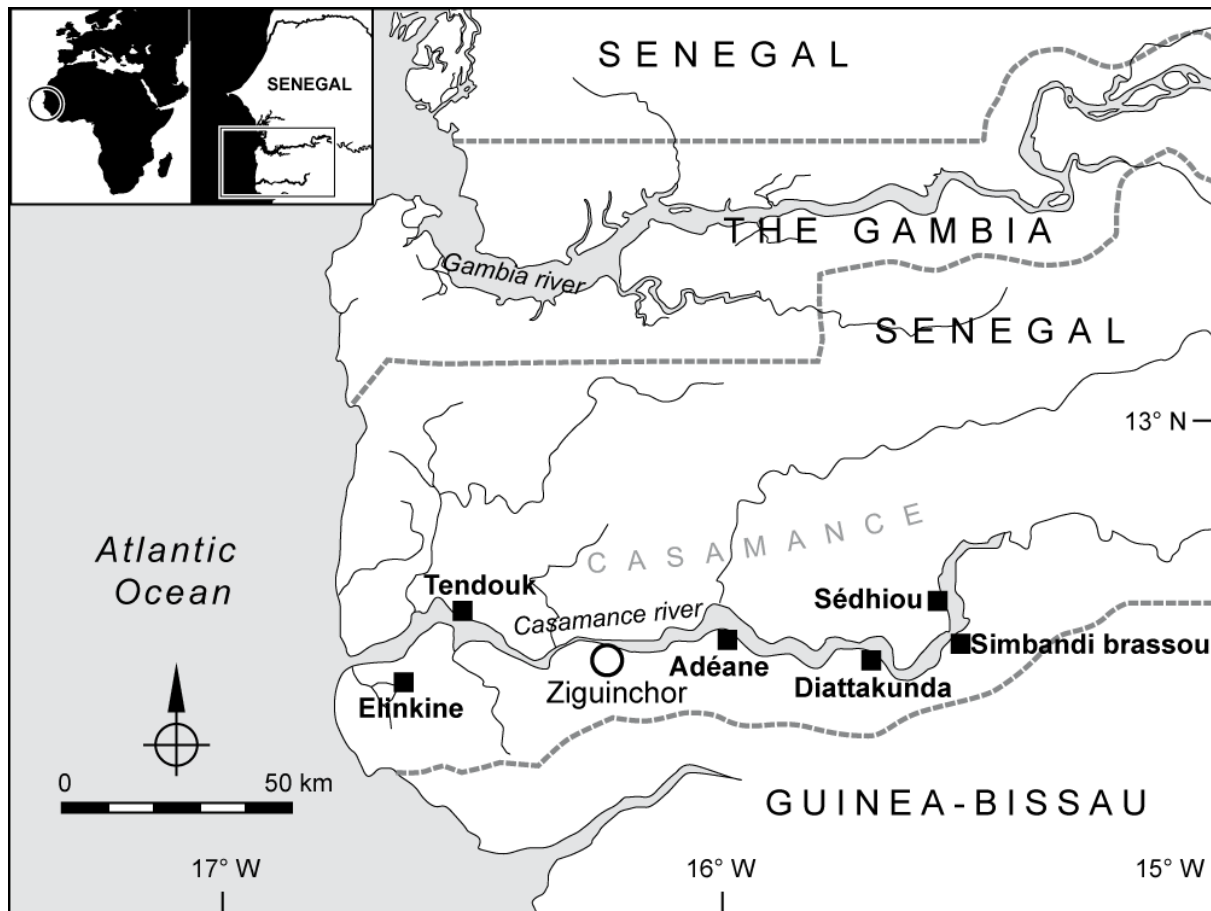 SENEGAL
SENEGAL
THE GAMBIA
Gambia river
SENEGAL
13° N
CASAMANCE
Atlantic
Ocean
Tendouk
Casamance river
Sédhiou
Simbandi brassou
Adéane
Diattakunda
Ziguinchor
Elinkine
0 50 km
GUINEA-BISSAU
17° W
16° W
15° W